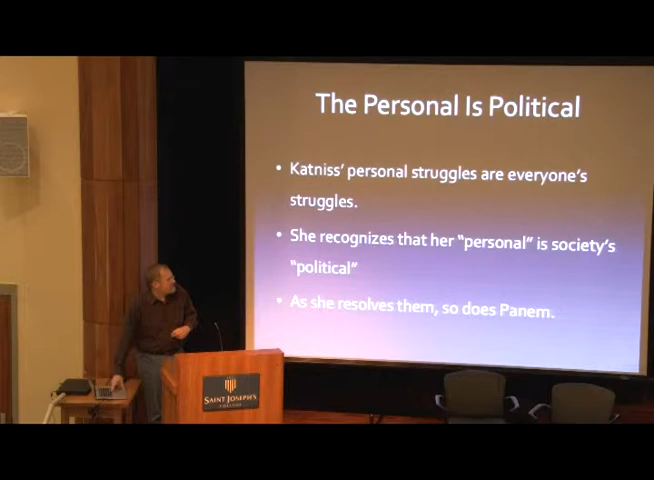 The Personal Is Political
• Katniss’ personal struggles are everyone’s
struggles.
• She recognizes that her “personal” is society’s
“political”
• As she resolves them, so does Panem.
SAINT JOSEPH'S
COLLEGE